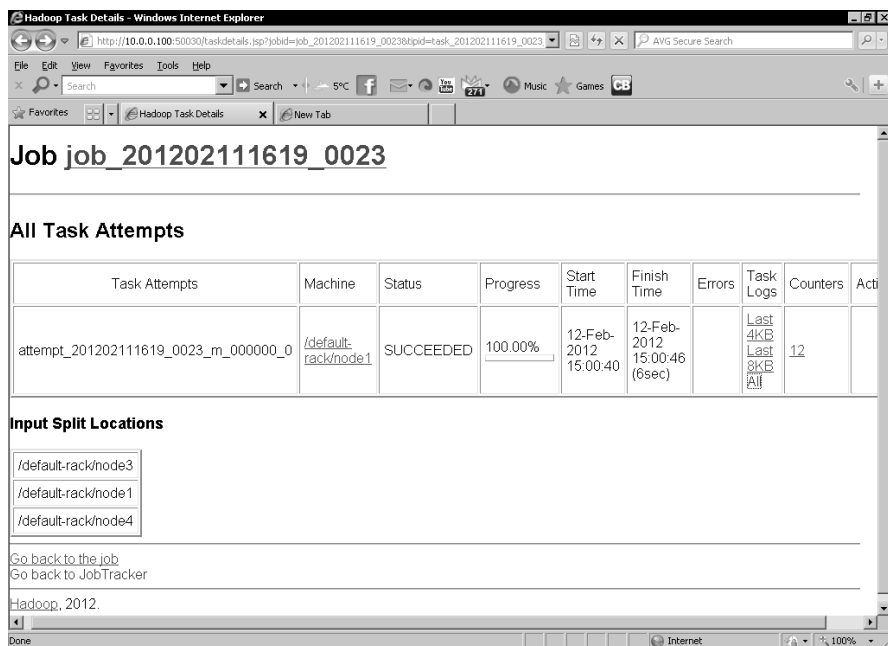 Hadoop Task Details - Windows Internet Explorer
http://10.0.0.100:50030/taskdetails.jsp?jobid=job_201202111619_0023&tipid=task_201202111619_0023
AVG Secure Search
File Edit View Favorites Tools Help
Search Search 5°C f You Tube 271 Music Games CB
Favorites Hadoop Task Details New Tab
Job job_201202111619_0023
All Task Attempts
Task Attempts Machine Status Progress Start Time Finish Time Errors Task Logs Counters Acti
attempt_201202111619_0023_m_000000_0 /default-rack/node1 SUCCEEDED 100.00% 12-Feb-2012 15:00:40 12-Feb-2012 15:00:46 (6sec) Last 4KB Last 8KB All 12
Input Split Locations
/default-rack/node3
/default-rack/node1
/default-rack/node4
Go back to the job
Go back to JobTracker
Hadoop, 2012.
Done Internet 100%